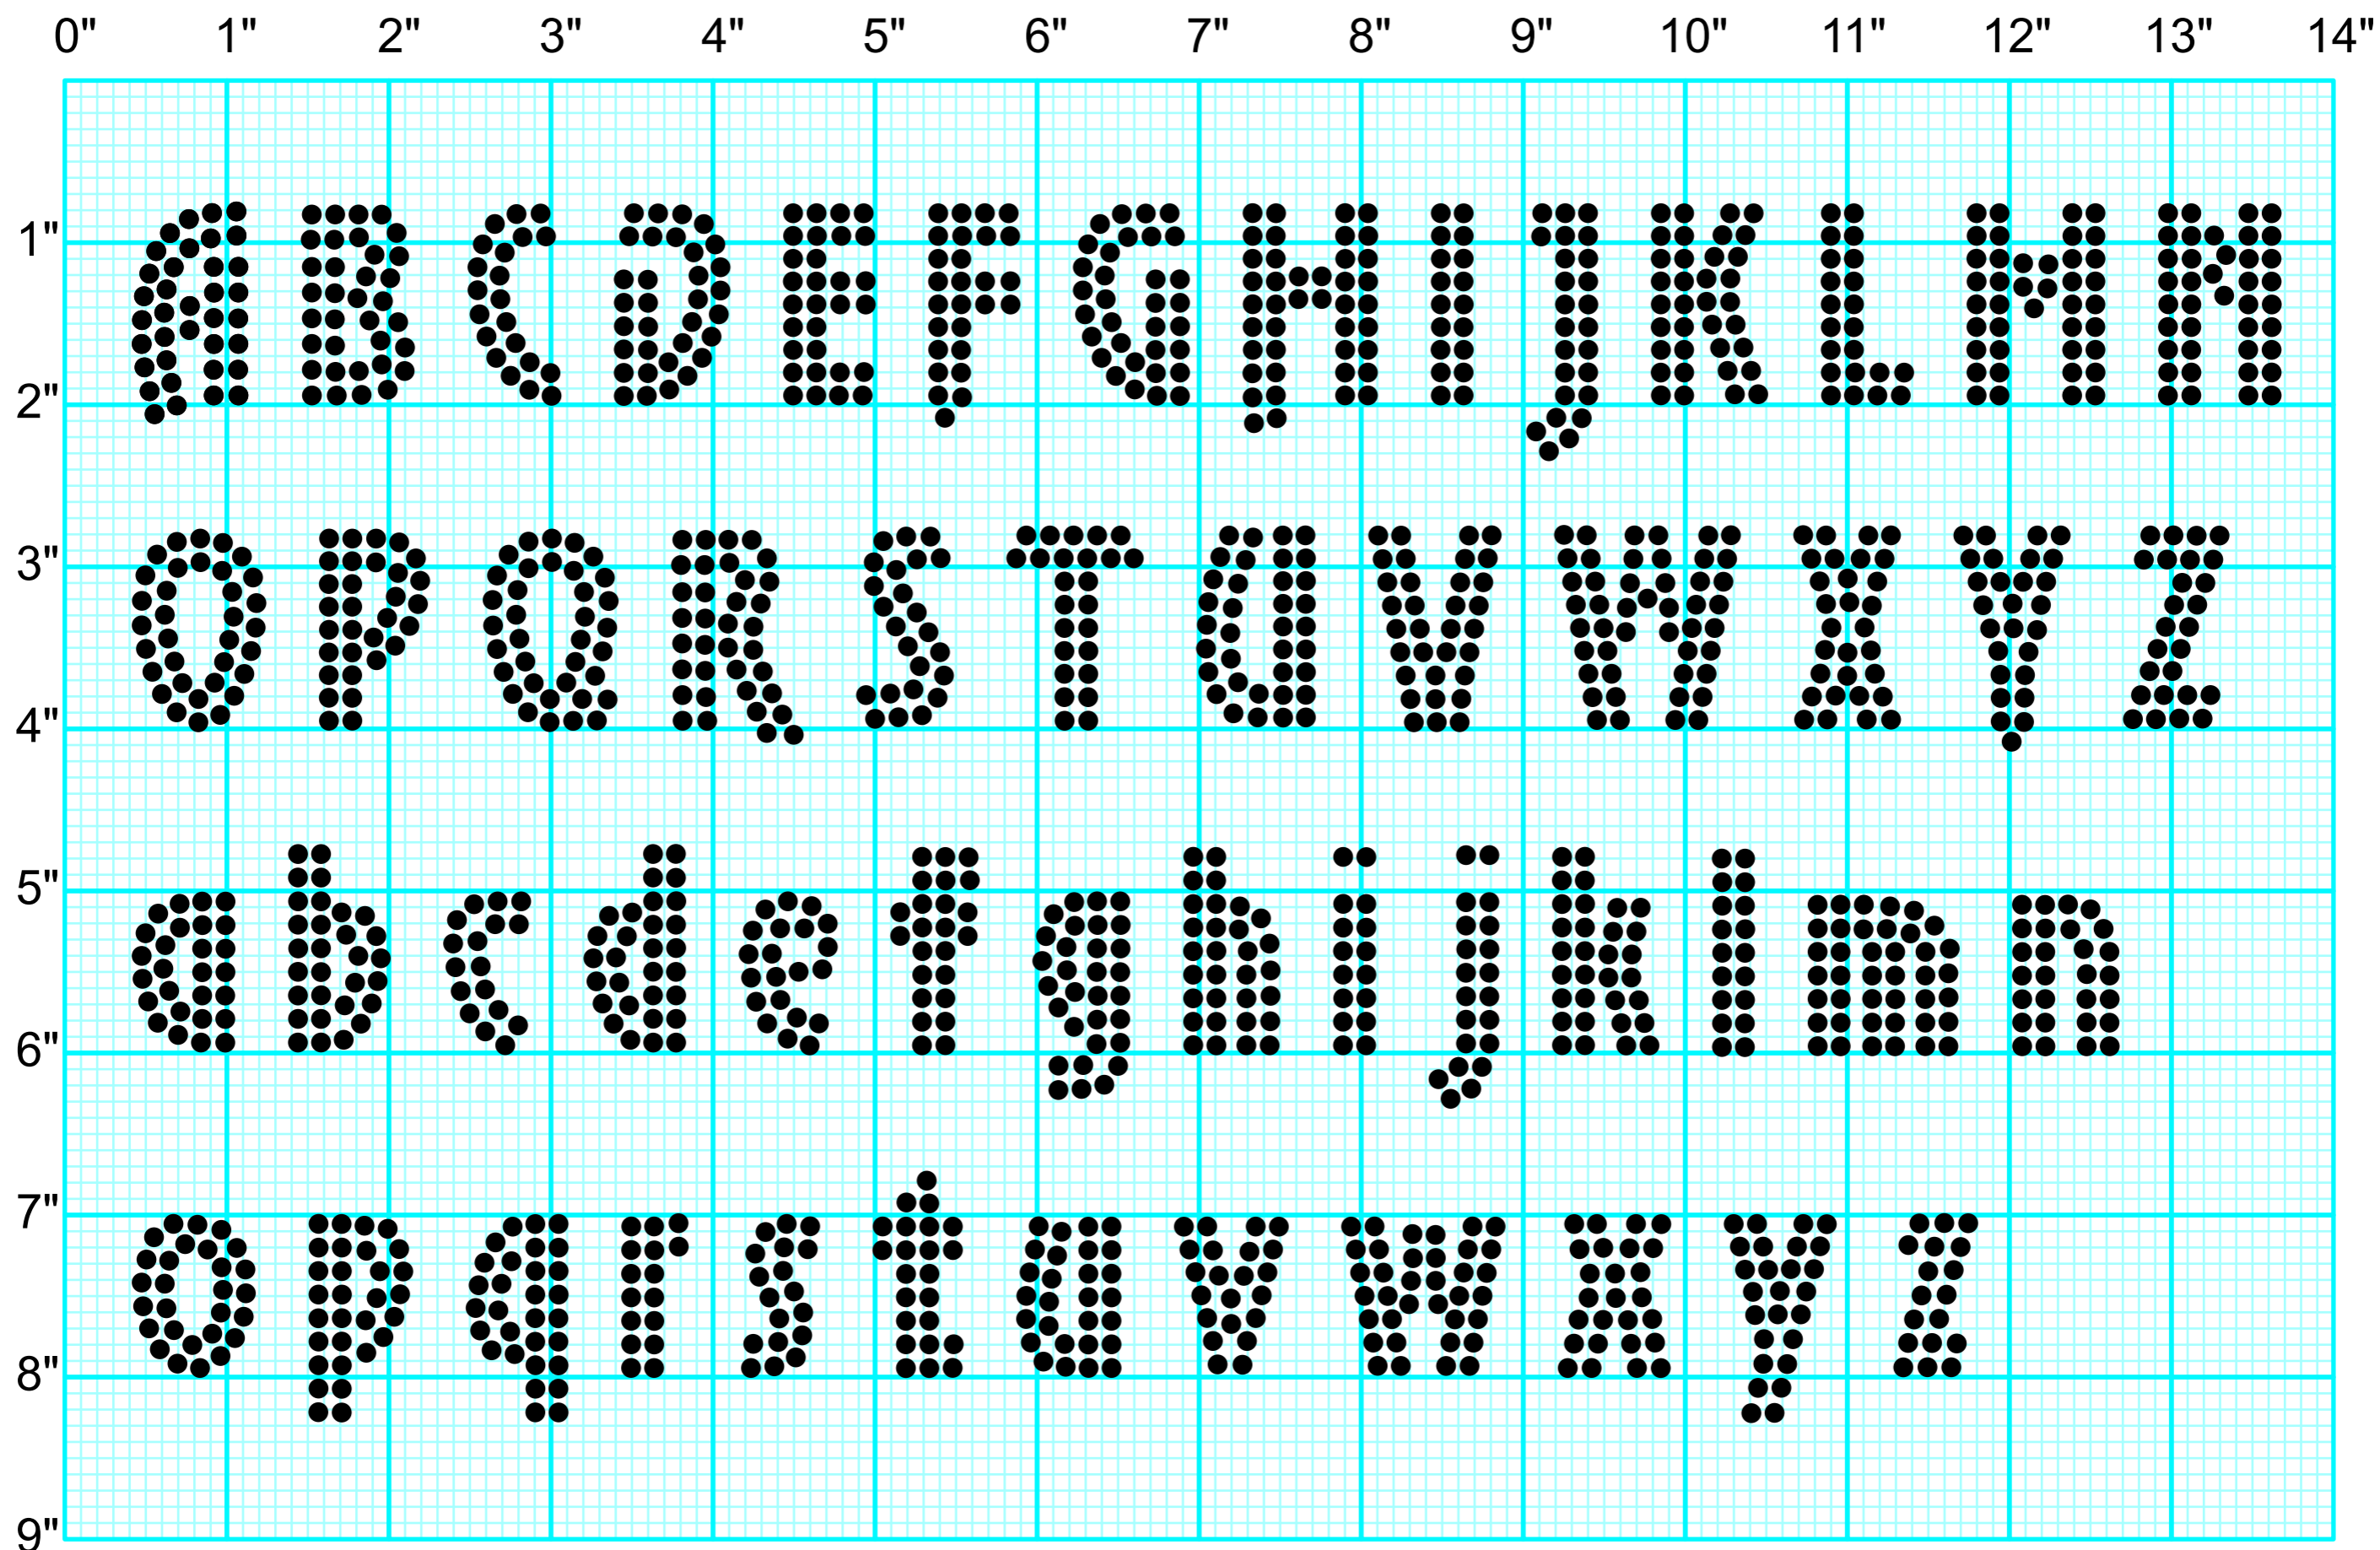 0" 1" 2" 3" 4" 5" 6" 7" 8" 9" 10" 11" 12" 13" 14"
1"
A B C D E F G H I J K L M N
2"
3"
O P Q R S T U V W X Y Z
4"
5"
a b c d e f g h i j k l m n
6"
7"
o p q r s t u v w x y z
8"
9"